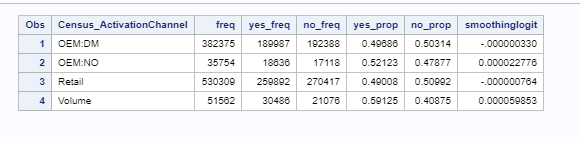 Obs Census_ActivationChannel freq yes_freq no_freq yes_prop no_prop smoothinglogit
1 OEM:DM 382375 189987 192388 0.49686 0.50314 -.000000330
2 OEM:NO 35754 18636 17118 0.52123 0.47877 0.000022776
3 Retail 530309 259892 270417 0.49008 0.50992 -.000000764
4 Volume 51562 30486 21076 0.59125 0.40875 0.000059853